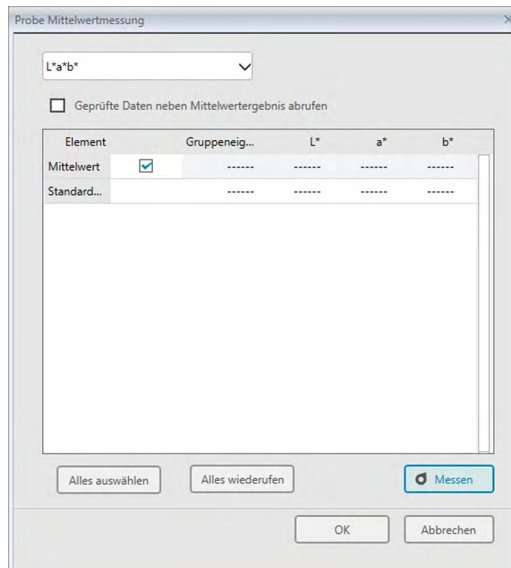 Probe Mittelwertmessung
L*a*b*
Geprüfte Daten neben Mittelwertergebnis abrufen
Element Gruppeneig... L* a* b*
Mittelwert ------ ------ ------ ------
Standard... ------ ------ ------ ------
Alles auswählen Alles wiederufen Messen
OK Abbrechen